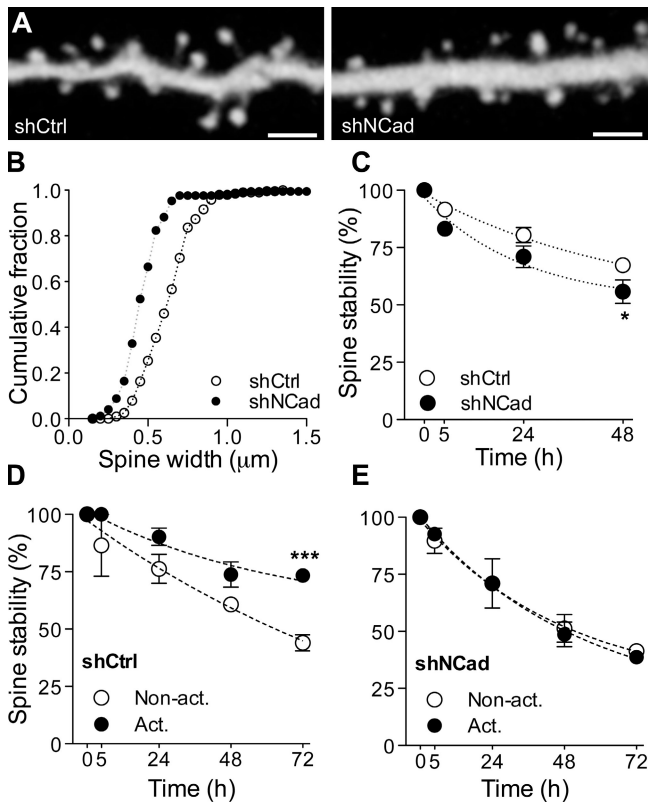 A
shCtrl
shNCad
B
Cumulative fraction
1.0
0.8
0.6
0.4
0.2
0.0
shCtrl
shNCad
0.0 0.5 1.0 1.5
Spine width (μm)
C
Spine stability (%)
100
75
50
25
0
shCtrl
shNCad
*
0 5 24 48
Time (h)
D
Spine stability (%)
100
75
50
25
0
***
shCtrl
Non-act.
Act.
0 5 24 48 72
Time (h)
E
100
75
50
25
0
shNCad
Non-act.
Act.
0 5 24 48 72
Time (h)